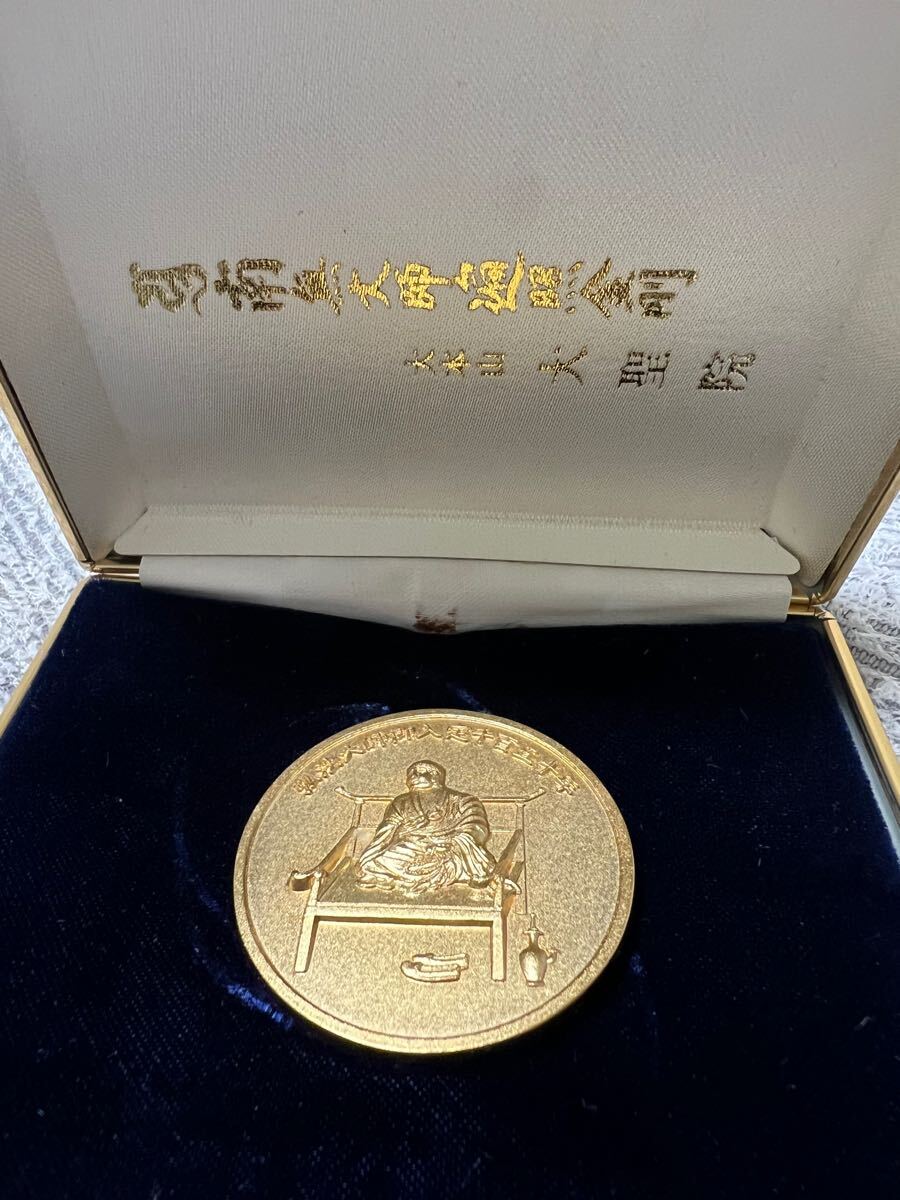 南無大師遍照金剛
大本山 大聖院
弘法大師御入定千百五十年